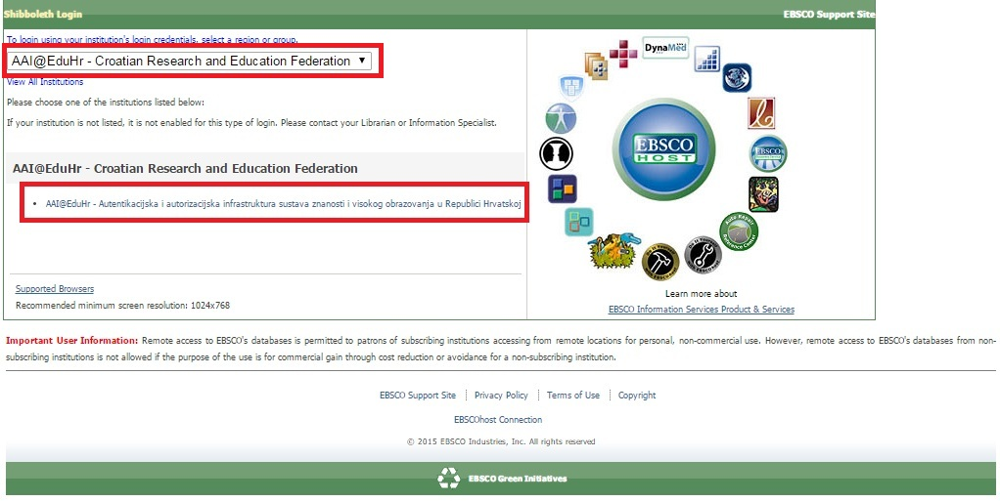 Shibboleth Login
EBSCO Support Site
To login using your institution's login credentials, select a region or group.
AAI@EduHr - Croatian Research and Education Federation
View All Institutions
Please choose one of the institutions listed below:
If your institution is not listed, it is not enabled for this type of login. Please contact your Librarian or Information Specialist.
AAI@EduHr - Croatian Research and Education Federation
AAI@EduHr - Autentikacijska i autorizacijska infrastruktura sustava znanosti i visokog obrazovanja u Republici Hrvatskoj
Supported Browsers
Recommended minimum screen resolution: 1024x768
DynaMed
EBSCO
HOST
EBSCO
HOST
Auto Repair
Reference Center
Learn more about
EBSCO Information Services Product & Services
Important User Information: Remote access to EBSCO's databases is permitted to patrons of subscribing institutions accessing from remote locations for personal, non-commercial use. However, remote access to EBSCO's databases from non-
subscribing institutions is not allowed if the purpose of the use is for commercial gain through cost reduction or avoidance for a non-subscribing institution.
EBSCO Support Site
Privacy Policy
Terms of Use
Copyright
EBSCOhost Connection
© 2015 EBSCO Industries, Inc. All rights reserved
EBSCO Green Initiatives